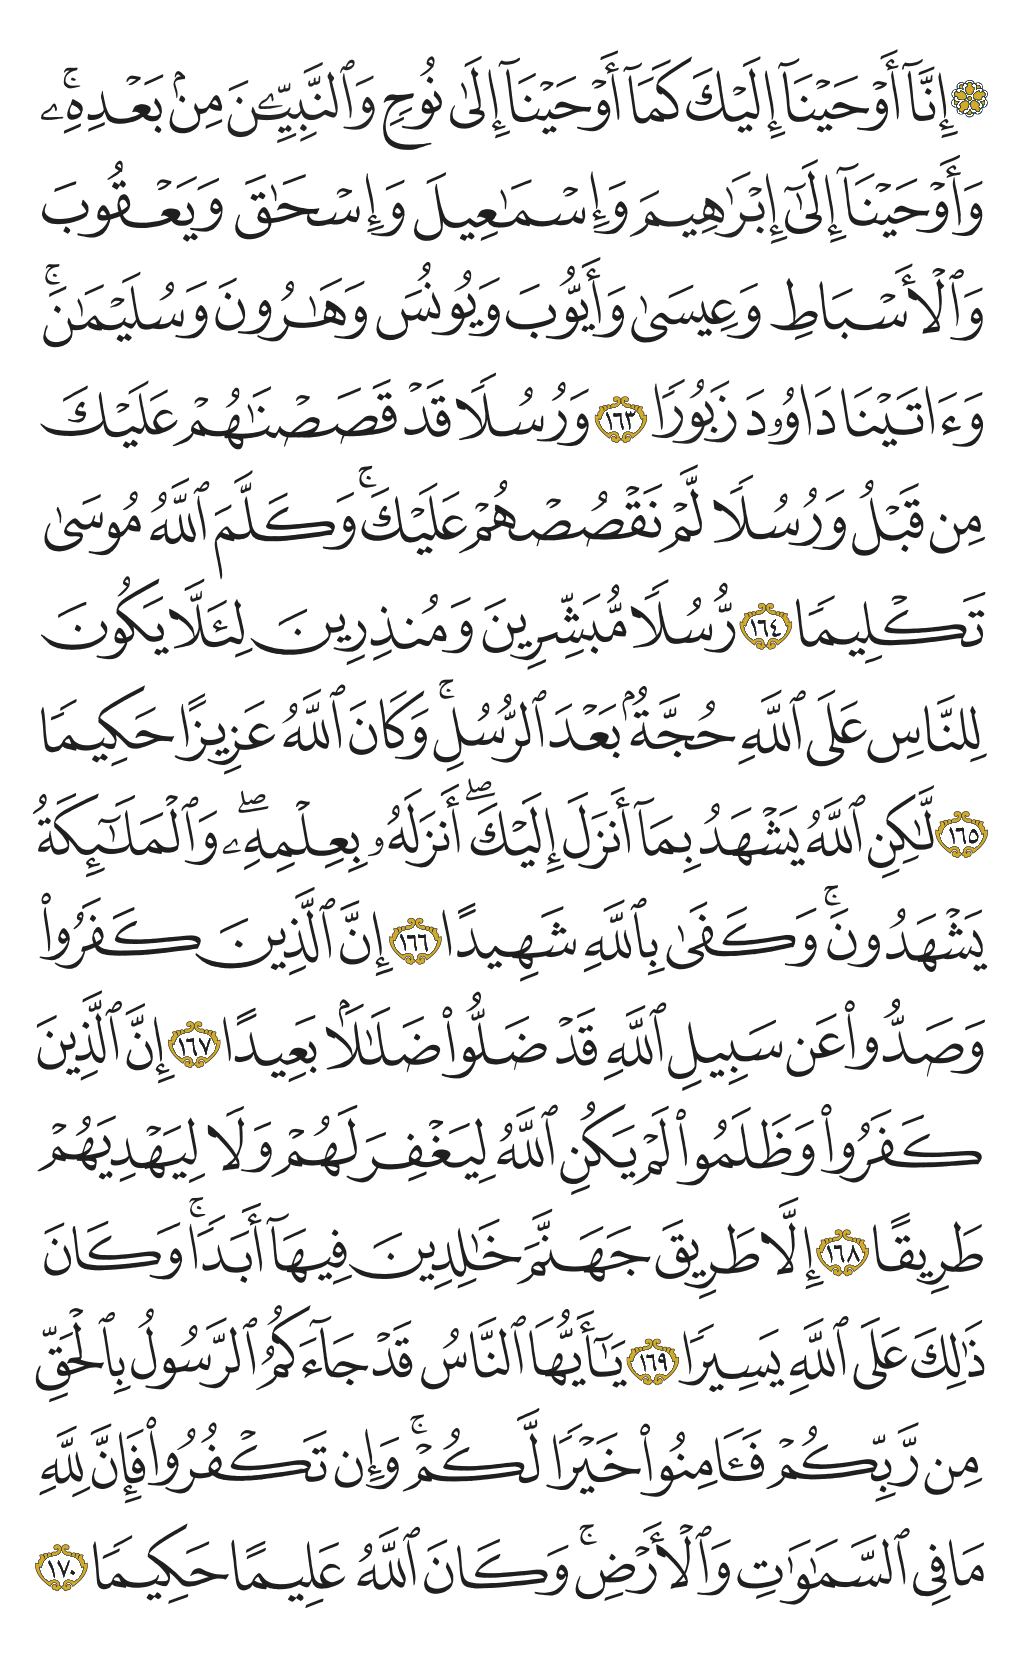 ۞ إِنَّآ أَوْحَيْنَآ إِلَيْكَ كَمَآ أَوْحَيْنَآ إِلَىٰ نُوحٍ وَٱلنَّبِيِّـۧنَ مِنۢ بَعْدِهِۦۚ
وَأَوْحَيْنَآ إِلَىٰٓ إِبْرَٰهِيمَ وَإِسْمَـٰعِيلَ وَإِسْحَـٰقَ وَيَعْقُوبَ
وَٱلْأَسْبَاطِ وَعِيسَىٰ وَأَيُّوبَ وَيُونُسَ وَهَـٰرُونَ وَسُلَيْمَـٰنَۚ
وَءَاتَيْنَا دَاوُۥدَ زَبُورًا ١٦٣ وَرُسُلًا قَدْ قَصَصْنَـٰهُمْ عَلَيْكَ
مِن قَبْلُ وَرُسُلًا لَّمْ نَقْصُصْهُمْ عَلَيْكَۚ وَكَلَّمَ ٱللَّهُ مُوسَىٰ
تَكْلِيمًا ١٦٤ رُّسُلًا مُّبَشِّرِينَ وَمُنذِرِينَ لِئَلَّا يَكُونَ
لِلنَّاسِ عَلَى ٱللَّهِ حُجَّةٌۢ بَعْدَ ٱلرُّسُلِۚ وَكَانَ ٱللَّهُ عَزِيزًا حَكِيمًا
١٦٥ لَّـٰكِنِ ٱللَّهُ يَشْهَدُ بِمَآ أَنزَلَ إِلَيْكَۖ أَنزَلَهُۥ بِعِلْمِهِۦۖ وَٱلْمَلَـٰٓئِكَةُ
يَشْهَدُونَۚ وَكَفَىٰ بِٱللَّهِ شَهِيدًا ١٦٦ إِنَّ ٱلَّذِينَ كَفَرُوا۟
وَصَدُّوا۟ عَن سَبِيلِ ٱللَّهِ قَدْ ضَلُّوا۟ ضَلَـٰلًۢا بَعِيدًا ١٦٧ إِنَّ ٱلَّذِينَ
كَفَرُوا۟ وَظَلَمُوا۟ لَمْ يَكُنِ ٱللَّهُ لِيَغْفِرَ لَهُمْ وَلَا لِيَهْدِيَهُمْ
طَرِيقًا ١٦٨ إِلَّا طَرِيقَ جَهَنَّمَ خَـٰلِدِينَ فِيهَآ أَبَدًاۚ وَكَانَ
ذَٰلِكَ عَلَى ٱللَّهِ يَسِيرًا ١٦٩ يَـٰٓأَيُّهَا ٱلنَّاسُ قَدْ جَآءَكُمُ ٱلرَّسُولُ بِٱلْحَقِّ
مِن رَّبِّكُمْ فَـَٔامِنُوا۟ خَيْرًا لَّكُمْۚ وَإِن تَكْفُرُوا۟ فَإِنَّ لِلَّهِ
مَا فِى ٱلسَّمَـٰوَٰتِ وَٱلْأَرْضِۚ وَكَانَ ٱللَّهُ عَلِيمًا حَكِيمًا ١٧٠